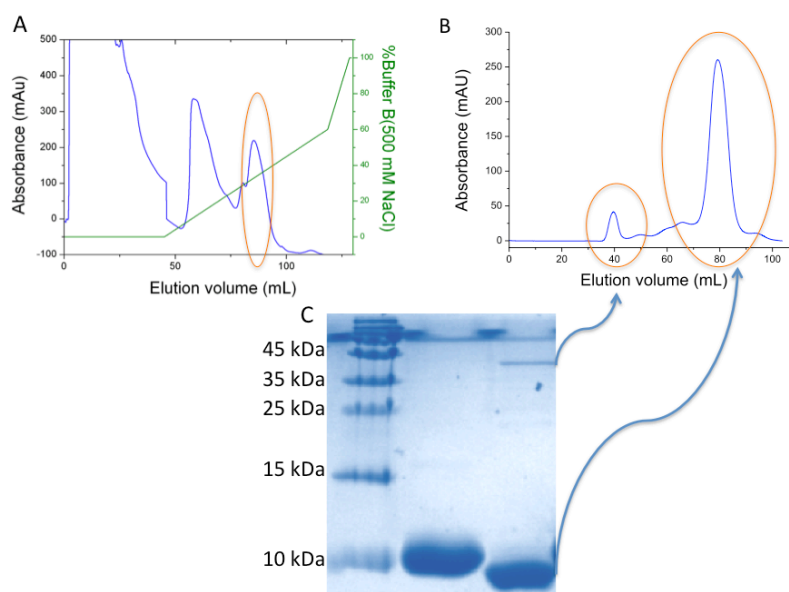 A
500
400
300
200
100
0
-100
Absorbance (mAu)
0
50
100
Elution volume (mL)
100
80
60
40
20
0
%Buffer B(500 mM NaCl)
B
300
250
200
150
100
50
0
Absorbance (mAU)
0
20
40
60
80
100
Elution volume (mL)
C
45 kDa
35 kDa
25 kDa
15 kDa
10 kDa